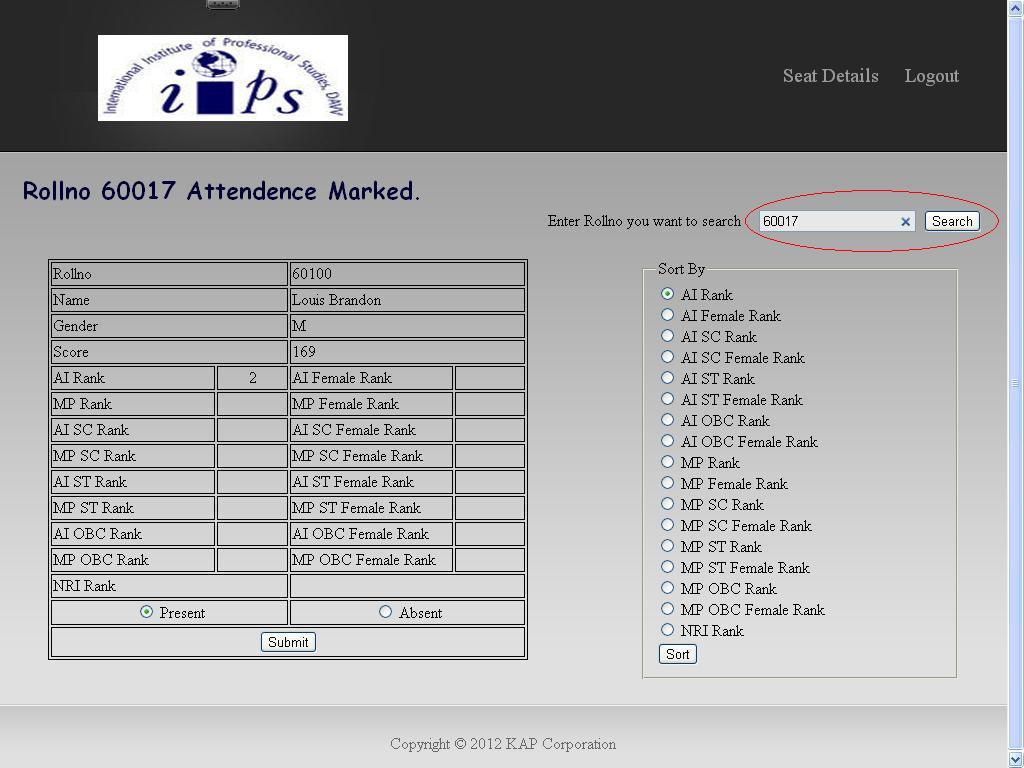 International Institute of Professional Studies, DAVV
ips
Seat Details Logout
Rollno 60017 Attendence Marked.
Enter Rollno you want to search 60017 Search
Rollno 60100
Name Louis Brandon
Gender M
Score 169
AI Rank 2 AI Female Rank
MP Rank MP Female Rank
AI SC Rank AI SC Female Rank
MP SC Rank MP SC Female Rank
AI ST Rank AI ST Female Rank
MP ST Rank MP ST Female Rank
AI OBC Rank AI OBC Female Rank
MP OBC Rank MP OBC Female Rank
NRI Rank
Present Absent
Submit
Sort By
AI Rank
AI Female Rank
AI SC Rank
AI SC Female Rank
AI ST Rank
AI ST Female Rank
AI OBC Rank
AI OBC Female Rank
MP Rank
MP Female Rank
MP SC Rank
MP SC Female Rank
MP ST Rank
MP ST Female Rank
MP OBC Rank
MP OBC Female Rank
NRI Rank
Sort
Copyright © 2012 KAP Corporation